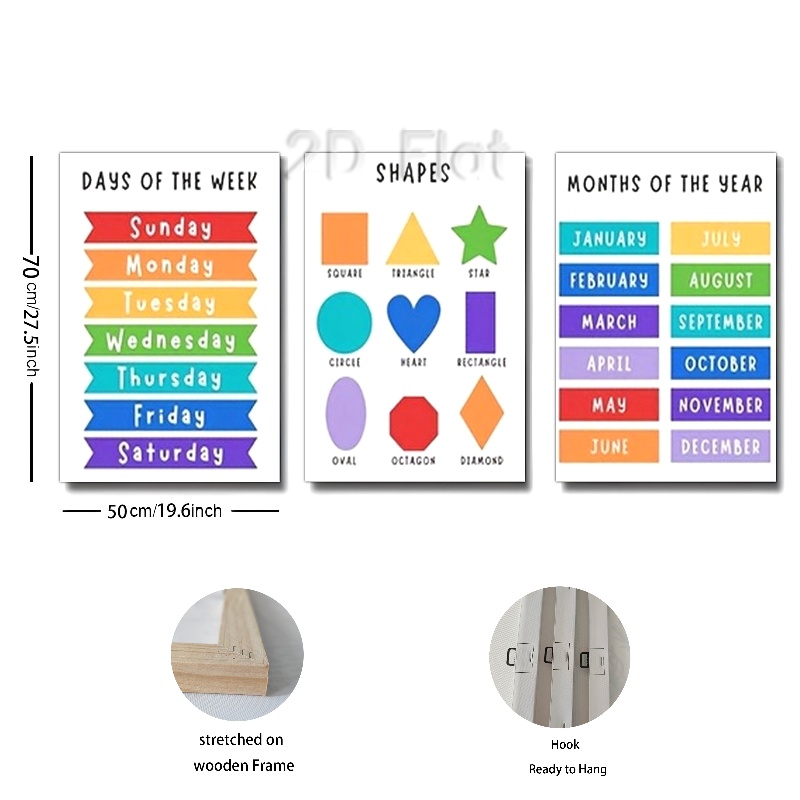 2D Flat
DAYS OF THE WEEK
Sunday
Monday
Tuesday
Wednesday
Thursday
Friday
Saturday
SHAPES
SQUARE
TRIANGLE
STAR
CIRCLE
HEART
RECTANGLE
OVAL
OCTAGON
DIAMOND
MONTHS OF THE YEAR
JANUARY
FEBRUARY
MARCH
APRIL
MAY
JUNE
JULY
AUGUST
SEPTEMBER
OCTOBER
NOVEMBER
DECEMBER
70cm/27.5inch
50cm/19.6inch
stretched on
wooden Frame
Hook
Ready to Hang